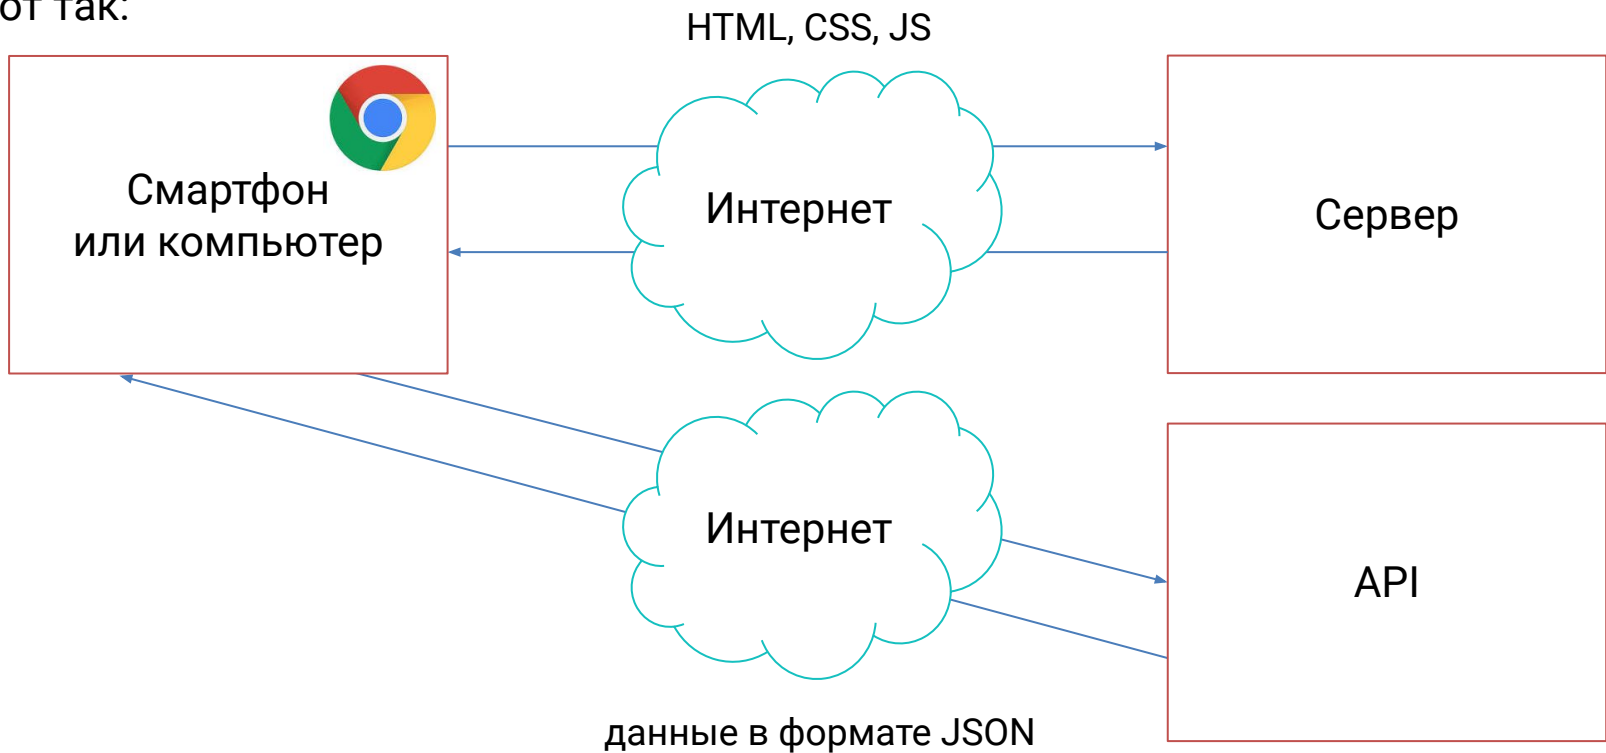 от так:
HTML, CSS, JS
Смартфон
или компьютер
Интернет
Сервер
Интернет
API
данные в формате JSON